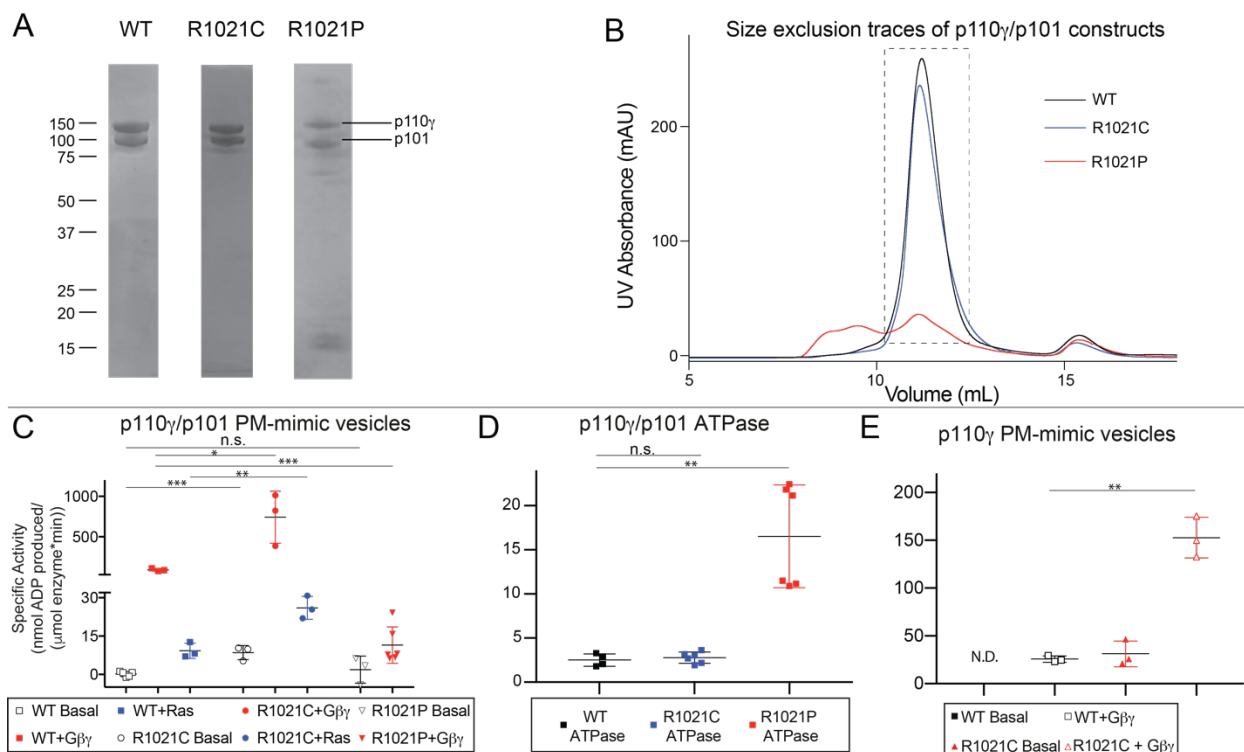 A
WT R1021C R1021P
150
100
75
50
37
25
20
15
p110γ
p101
B
Size exclusion traces of p110γ/p101 constructs
UV Absorbance (mAU)
200
100
0
5 10 15
Volume (mL)
WT
R1021C
R1021P
C
p110γ/p101 PM-mimic vesicles
n.s.
*
***
**
***
Specific Activity
(nmol ADP produced/
(μmol enzyme*min))
1000
500
30
15
0
□ WT Basal ■ WT+Ras ● R1021C+Gβγ ▽ R1021P Basal
■ WT+Gβγ ○ R1021C Basal ● R1021C+Ras ▼ R1021P+Gβγ
D
p110γ/p101 ATPase
n.s.
**
20
15
10
5
0
■ WT ATPase ■ R1021C ATPase ■ R1021P ATPase
E
p110γ PM-mimic vesicles
**
200
150
100
50
0
N.D.
■ WT Basal □ WT+Gβγ
▲ R1021C Basal △ R1021C + Gβγ